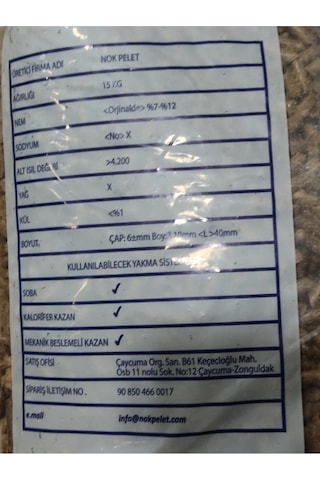 ÜRETİCİ FİRMA ADI NOK PELET
AĞIRLIĞI 15 KG
NEM <Orjinalde> %7-%12
SODYUM <No> X
ALT ISIL DEĞERİ >4.200
YAĞ X
KÜL <%1
BOYUT, ÇAP: 6±mm Boy: <L>40mm
KULLANILABİLECEK YAKMA
SOBA ✓
KALORİFER KAZAN ✓
MEKANİK BESLEMELİ KAZAN ✓
SATIŞ OFİSİ Çaycuma Org. San. B61 Keçecioğlu Mah.
Osb 11 nolu Sok. No:12 Çaycuma-Zonguldak
SİPARİŞ İLETİŞİM NO. 90 850 466 0017
e.mail info@nokpelet.com